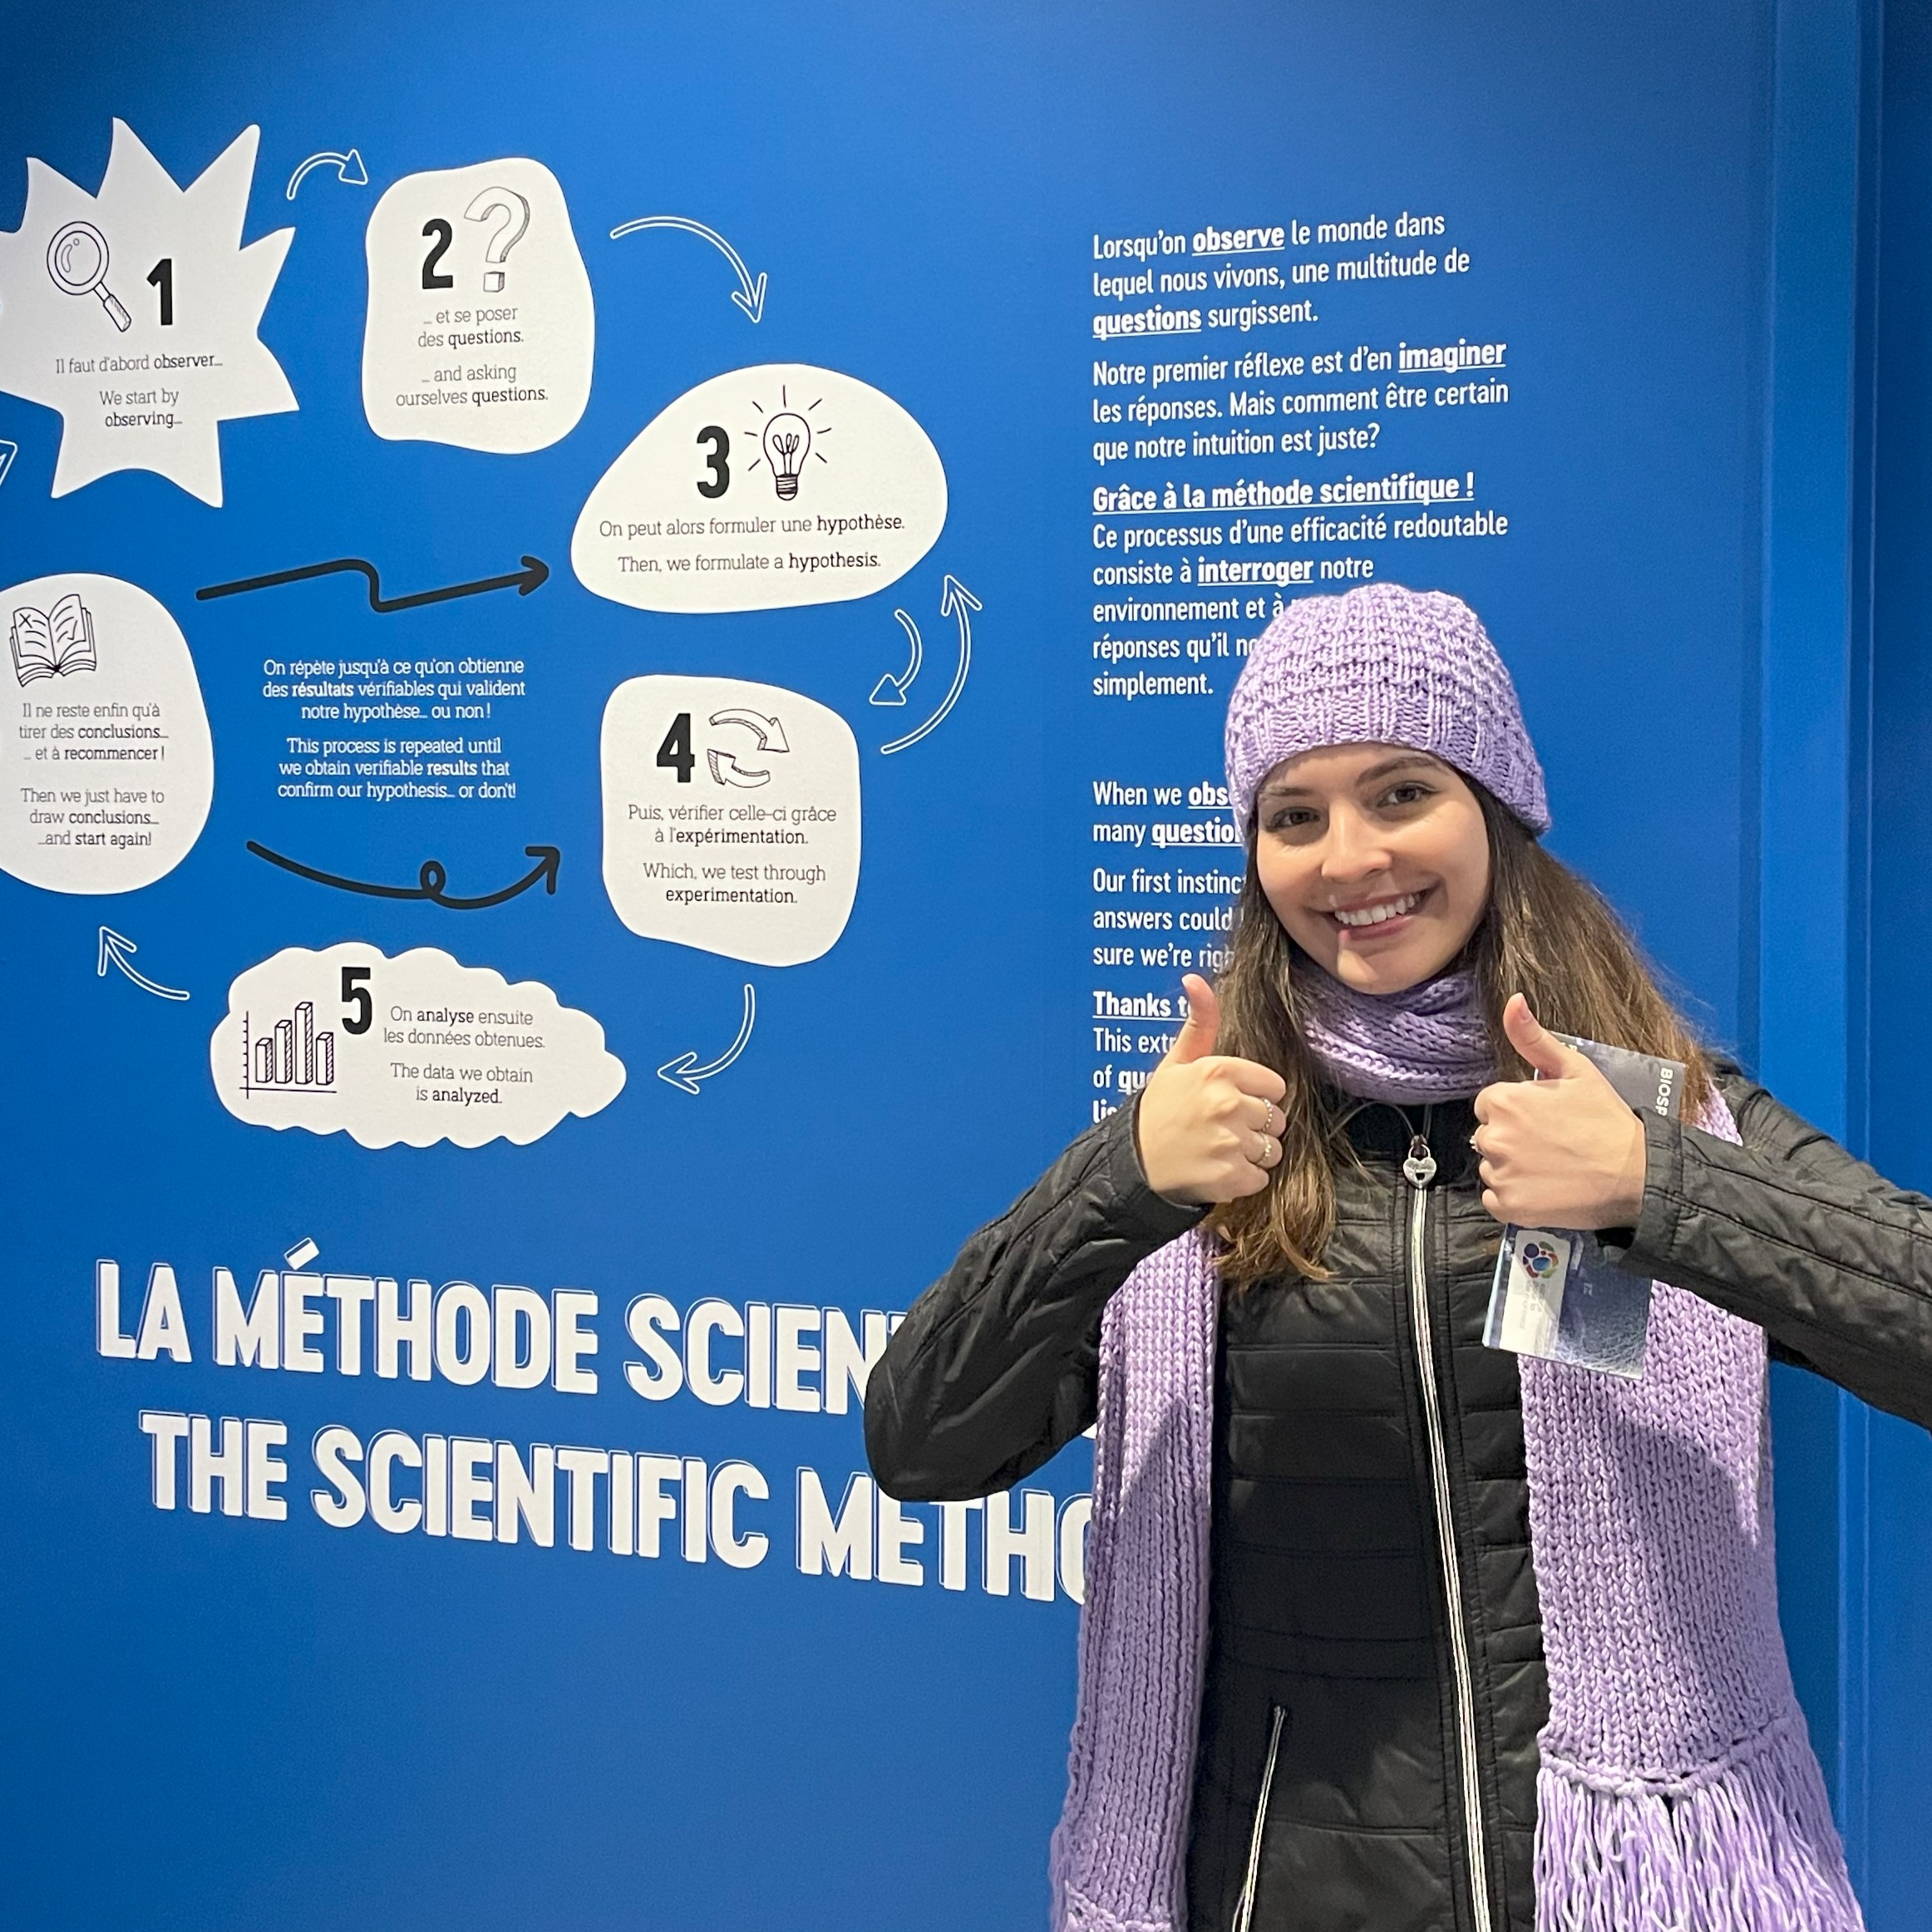 1
Il faut d'abord observer...
We start by
observing...
2
... et se poser
des questions.
... and asking
ourselves questions.
3
On peut alors formuler une hypothèse.
Then, we formulate a hypothesis.
4
Puis, vérifier celle-ci grâce
à l'expérimentation.
Which, we test through
experimentation.
5
On analyse ensuite
les données obtenues.
The data we obtain
is analyzed.
Il ne reste enfin qu'à
tirer des conclusions...
... et à recommencer !
Then we just have to
draw conclusions...
...and start again!
On répète jusqu'à ce qu'on obtienne
des résultats vérifiables qui valident
notre hypothèse... ou non !
This process is repeated until
we obtain verifiable results that
confirm our hypothesis... or don't!
LA MÉTHODE SCIEN
THE SCIENTIFIC METHO
Lorsqu'on observe le monde dans
lequel nous vivons, une multitude de
questions surgissent.
Notre premier réflexe est d'en imaginer
les réponses. Mais comment être certain
que notre intuition est juste?
Grâce à la méthode scientifique !
Ce processus d'une efficacité redoutable
consiste à interroger notre
environnement et à
réponses qu'il
simplement.
When we obs
many questio
Our first instinc
answers could
sure we're rig
Thanks t
This ext
of qu
BIOSP